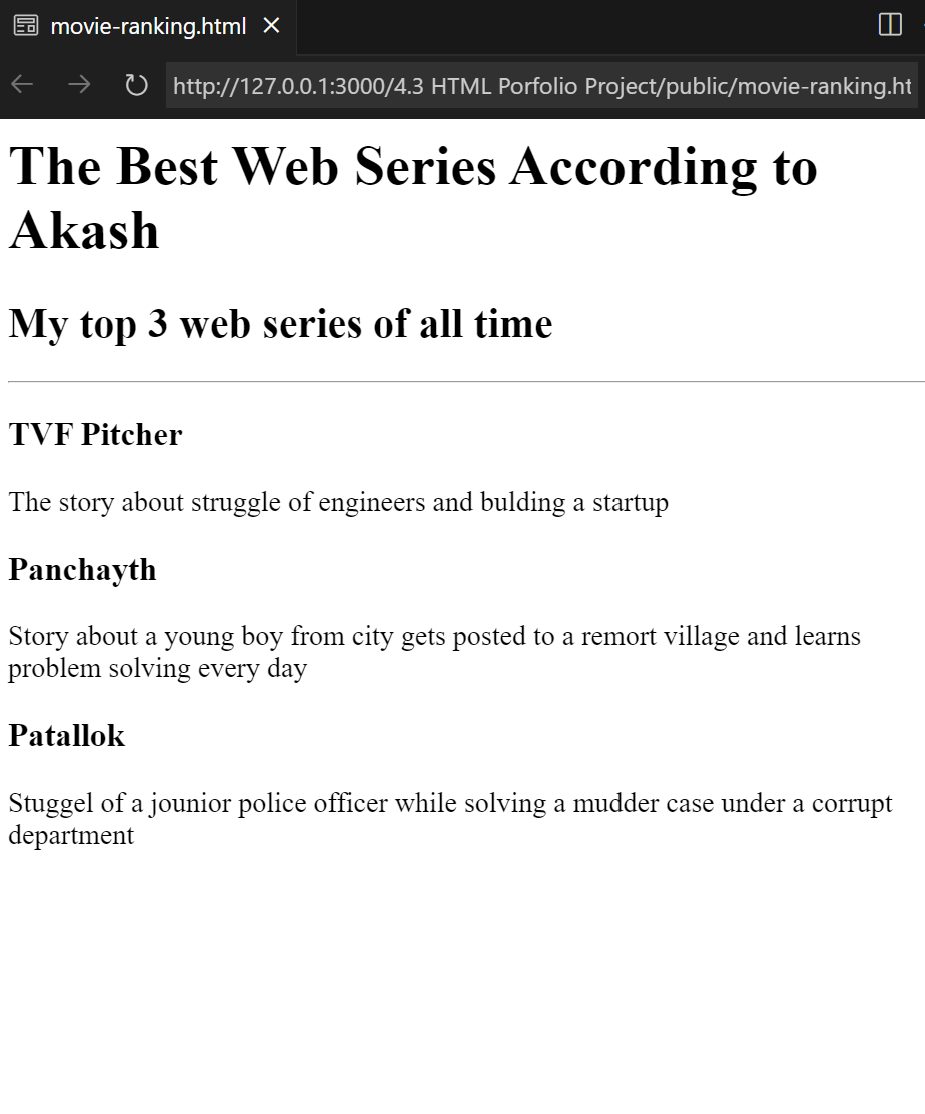 movie-ranking.html
http://127.0.0.1:3000/4.3 HTML Porfolio Project/public/movie-ranking.ht
The Best Web Series According to
Akash
My top 3 web series of all time
TVF Pitcher
The story about struggle of engineers and bulding a startup
Panchayth
Story about a young boy from city gets posted to a remort village and learns
problem solving every day
Patallok
Stuggel of a jounior police officer while solving a mudder case under a corrupt
department